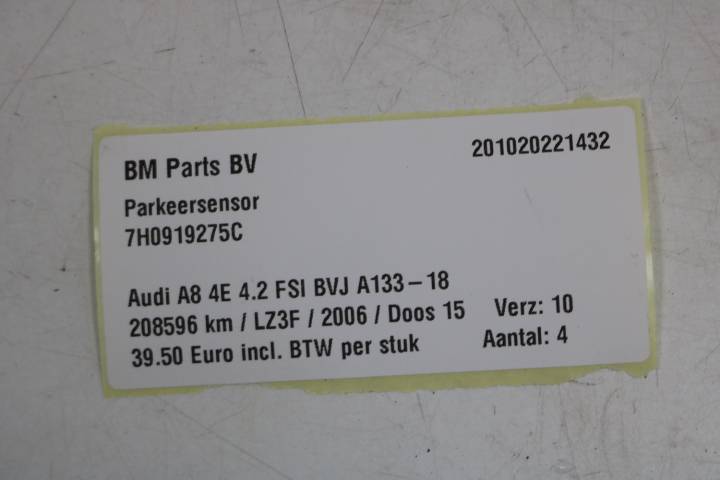 BM Parts BV 201020221432
Parkeersensor
7H0919275C
Audi A8 4E 4.2 FSI BVJ A133-18
208596 km / LZ3F / 2006 / Doos 15 Verz: 10
39.50 Euro incl. BTW per stuk Aantal: 4